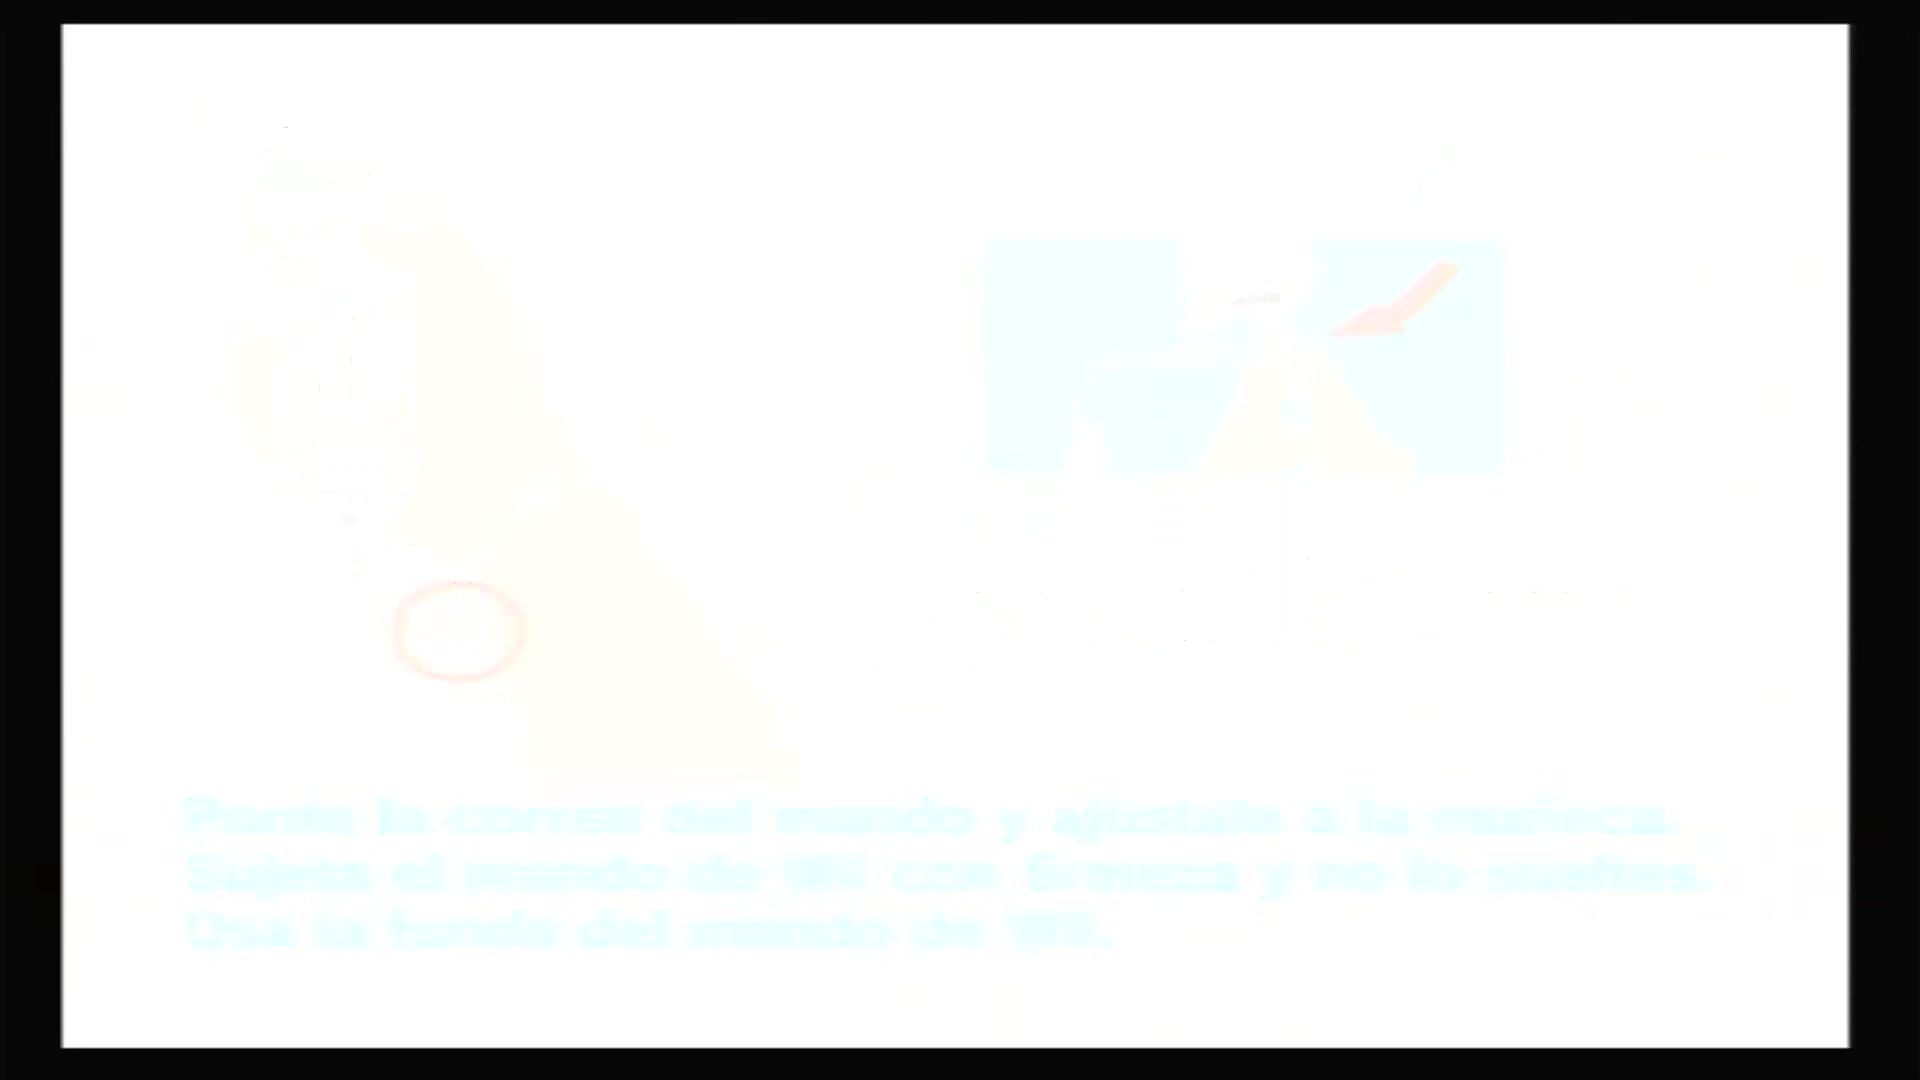 Ponte la correa del mando y ajústala a la muñeca.
Sujeta el mando de Wii con firmeza y no lo sueltes.
Usa la funda del mando de Wii.